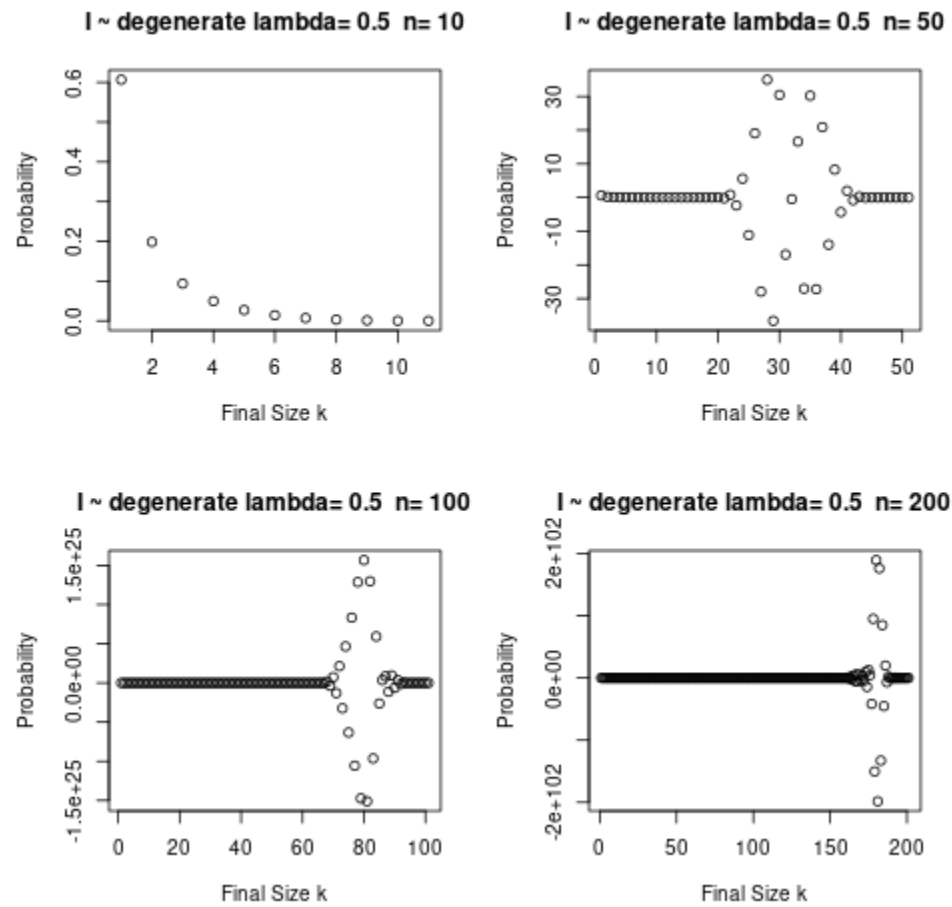 I ~ degenerate lambda= 0.5 n= 10
0.6
0.4
0.2
0.0
Probability
2 4 6 8 10
Final Size k
I ~ degenerate lambda= 0.5 n= 50
30
10
-10
-30
Probability
0 10 20 30 40 50
Final Size k
I ~ degenerate lambda= 0.5 n= 100
1.5e+25
0.0e+00
-1.5e+25
Probability
0 20 40 60 80 100
Final Size k
I ~ degenerate lambda= 0.5 n= 200
2e+102
0e+00
-2e+102
Probability
0 50 100 150 200
Final Size k